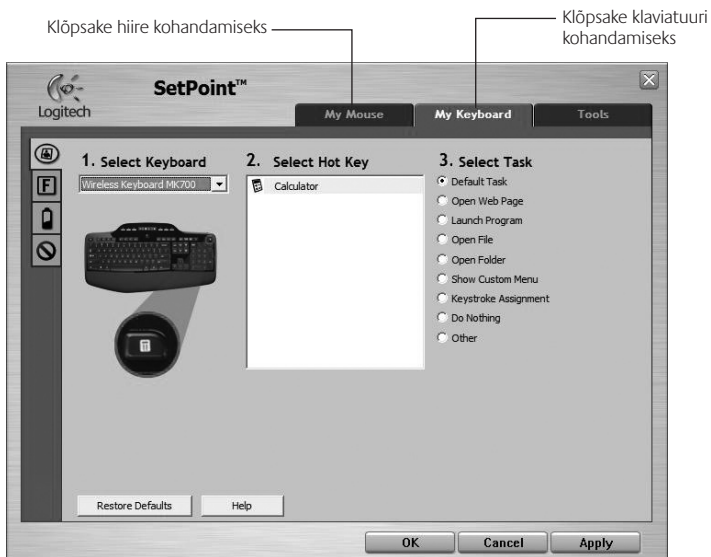 Klõpsake hiire kohandamiseks
Klõpsake klaviatuuri
kohandamiseks
Logitech
SetPoint™
My Mouse
My Keyboard
Tools
1. Select Keyboard
Wireless Keyboard MK700
2. Select Hot Key
Calculator
3. Select Task
Default Task
Open Web Page
Launch Program
Open File
Open Folder
Show Custom Menu
Keystroke Assignment
Do Nothing
Other
F
Restore Defaults
Help
OK
Cancel
Apply